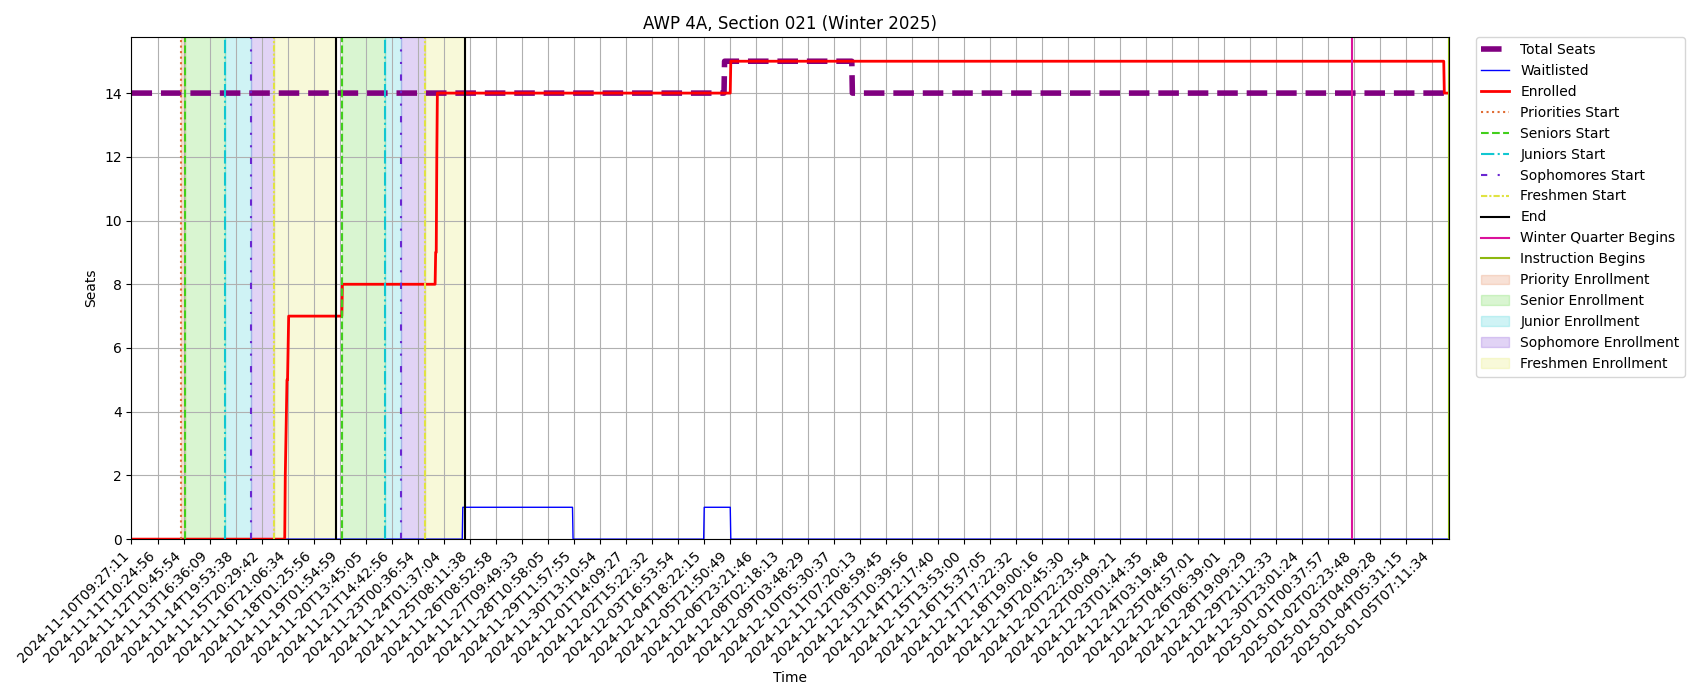 AWP 4A, Section 021 (Winter 2025)
Seats
14
12
10
8
6
4
2
0
2024-11-10T09:27:11
2024-11-11T10:24:56
2024-11-12T10:45:54
2024-11-13T16:36:09
2024-11-14T19:53:38
2024-11-15T20:29:42
2024-11-16T21:06:34
2024-11-18T01:25:56
2024-11-19T01:54:59
2024-11-20T13:45:05
2024-11-21T14:42:56
2024-11-23T00:36:54
2024-11-24T01:37:04
2024-11-25T08:11:38
2024-11-26T08:52:58
2024-11-27T09:49:33
2024-11-28T10:58:05
2024-11-29T11:57:55
2024-11-30T13:10:54
2024-12-01T14:09:27
2024-12-02T15:22:32
2024-12-03T16:53:54
2024-12-04T18:22:15
2024-12-05T21:50:49
2024-12-06T23:21:46
2024-12-08T02:18:13
2024-12-09T03:48:29
2024-12-10T05:30:37
2024-12-11T07:20:13
2024-12-12T08:59:45
2024-12-13T10:39:56
2024-12-14T12:17:40
2024-12-15T13:53:00
2024-12-16T15:37:05
2024-12-17T17:22:32
2024-12-18T19:00:16
2024-12-19T20:45:30
2024-12-20T22:23:54
2024-12-22T00:09:21
2024-12-23T01:44:35
2024-12-24T03:19:48
2024-12-25T04:57:01
2024-12-26T06:39:01
2024-12-28T19:09:29
2024-12-29T21:12:33
2024-12-30T23:01:24
2025-01-01T00:37:57
2025-01-02T02:23:48
2025-01-03T04:09:28
2025-01-04T05:31:15
2025-01-05T07:11:34
Time
Total Seats
Waitlisted
Enrolled
Priorities Start
Seniors Start
Juniors Start
Sophomores Start
Freshmen Start
End
Winter Quarter Begins
Instruction Begins
Priority Enrollment
Senior Enrollment
Junior Enrollment
Sophomore Enrollment
Freshmen Enrollment